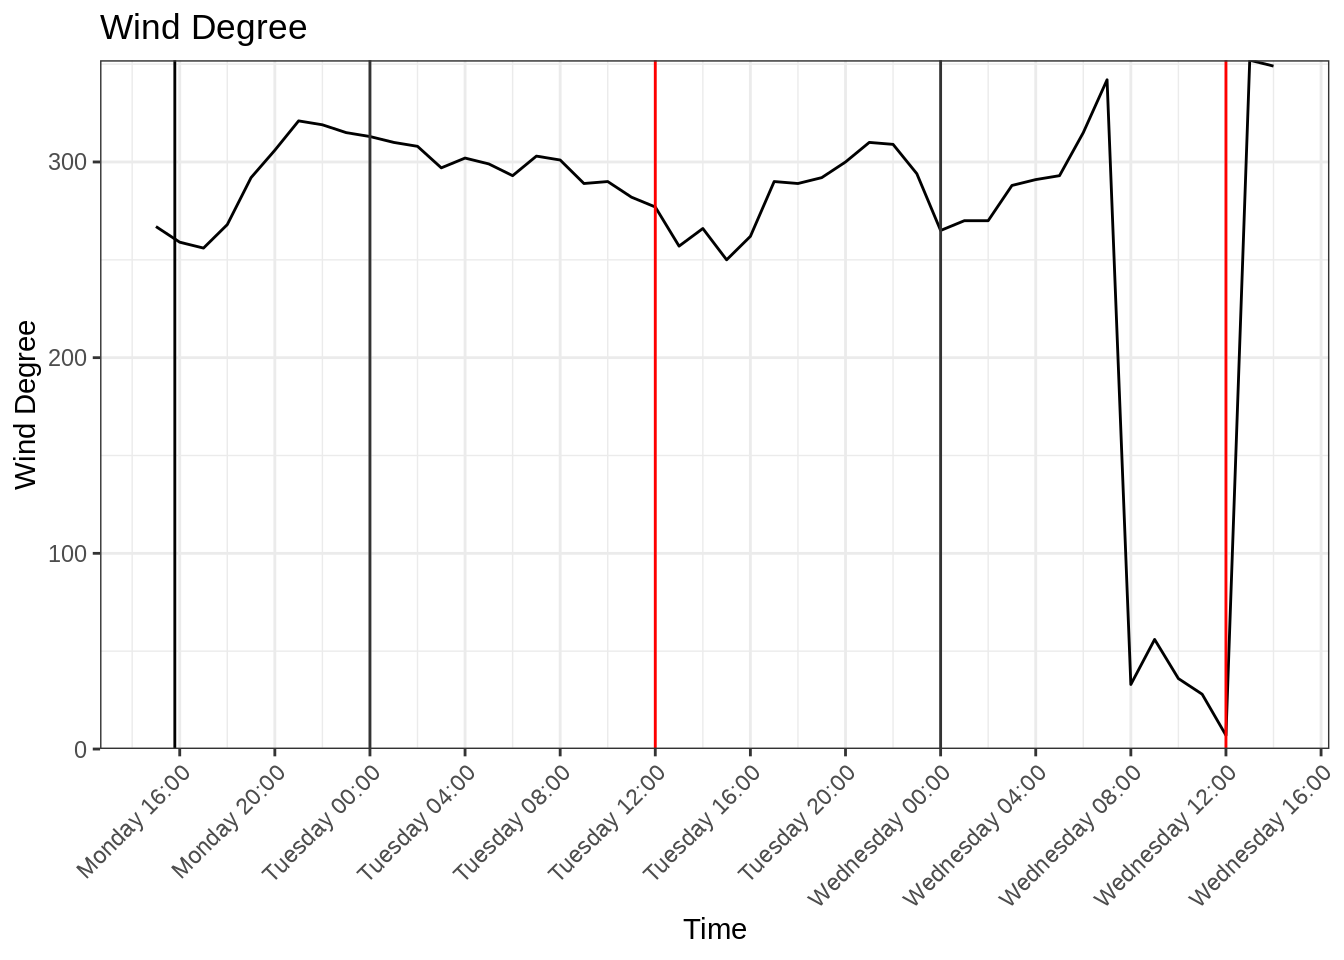 Wind Degree
Wind Degree
300
200
100
0
Monday 16:00
Monday 20:00
Tuesday 00:00
Tuesday 04:00
Tuesday 08:00
Tuesday 12:00
Tuesday 16:00
Tuesday 20:00
Wednesday 00:00
Wednesday 04:00
Wednesday 08:00
Wednesday 12:00
Wednesday 16:00
Time